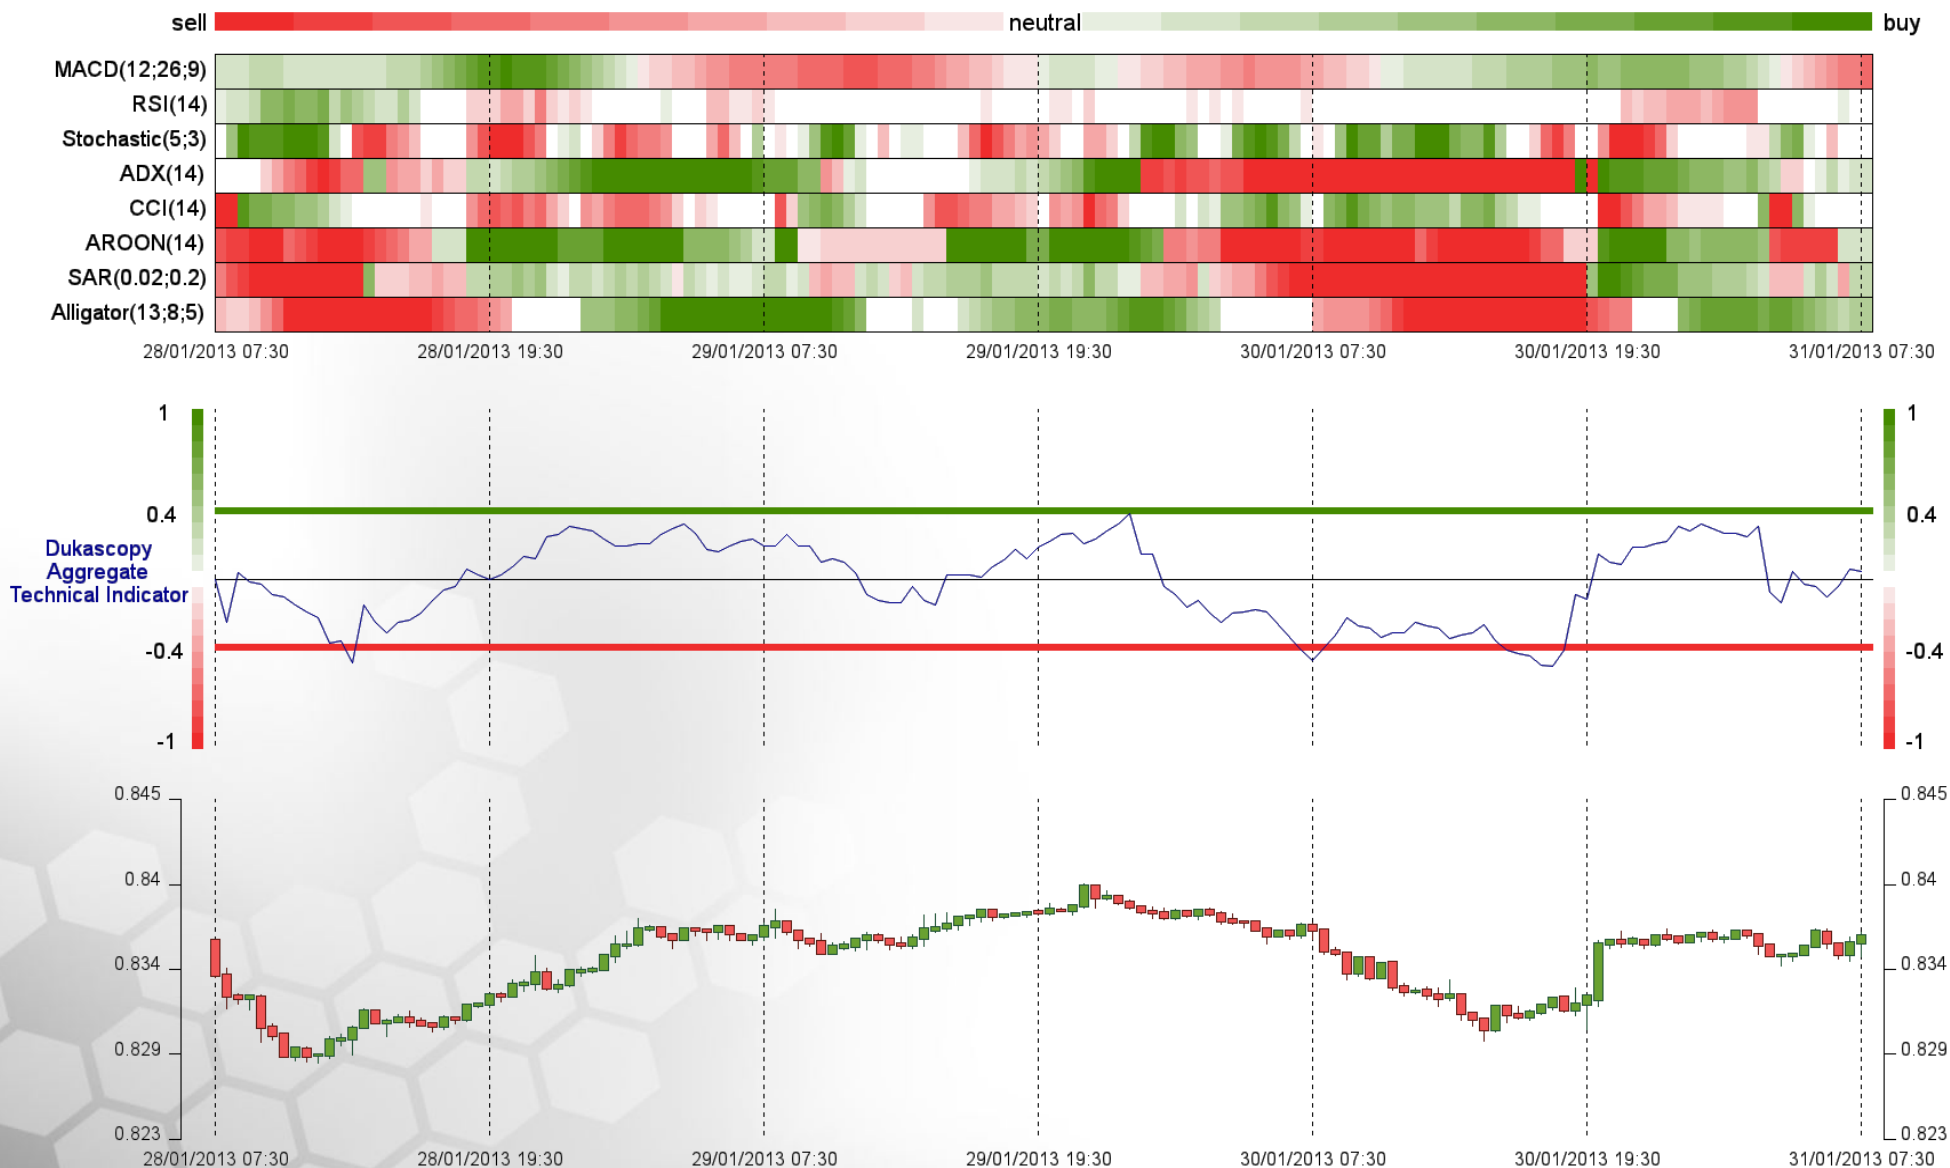 sell neutral buy
MACD(12;26;9)
RSI(14)
Stochastic(5;3)
ADX(14)
CCI(14)
AROON(14)
SAR(0.02;0.2)
Alligator(13;8;5)
28/01/2013 07:30 28/01/2013 19:30 29/01/2013 07:30 29/01/2013 19:30 30/01/2013 07:30 30/01/2013 19:30 31/01/2013 07:30
1 1
0.4 0.4
Dukascopy
Aggregate
Technical Indicator
-0.4 -0.4
-1 -1
0.845 0.845
0.84 0.84
0.834 0.834
0.829 0.829
0.823 0.823
28/01/2013 07:30 28/01/2013 19:30 29/01/2013 07:30 29/01/2013 19:30 30/01/2013 07:30 30/01/2013 19:30 31/01/2013 07:30